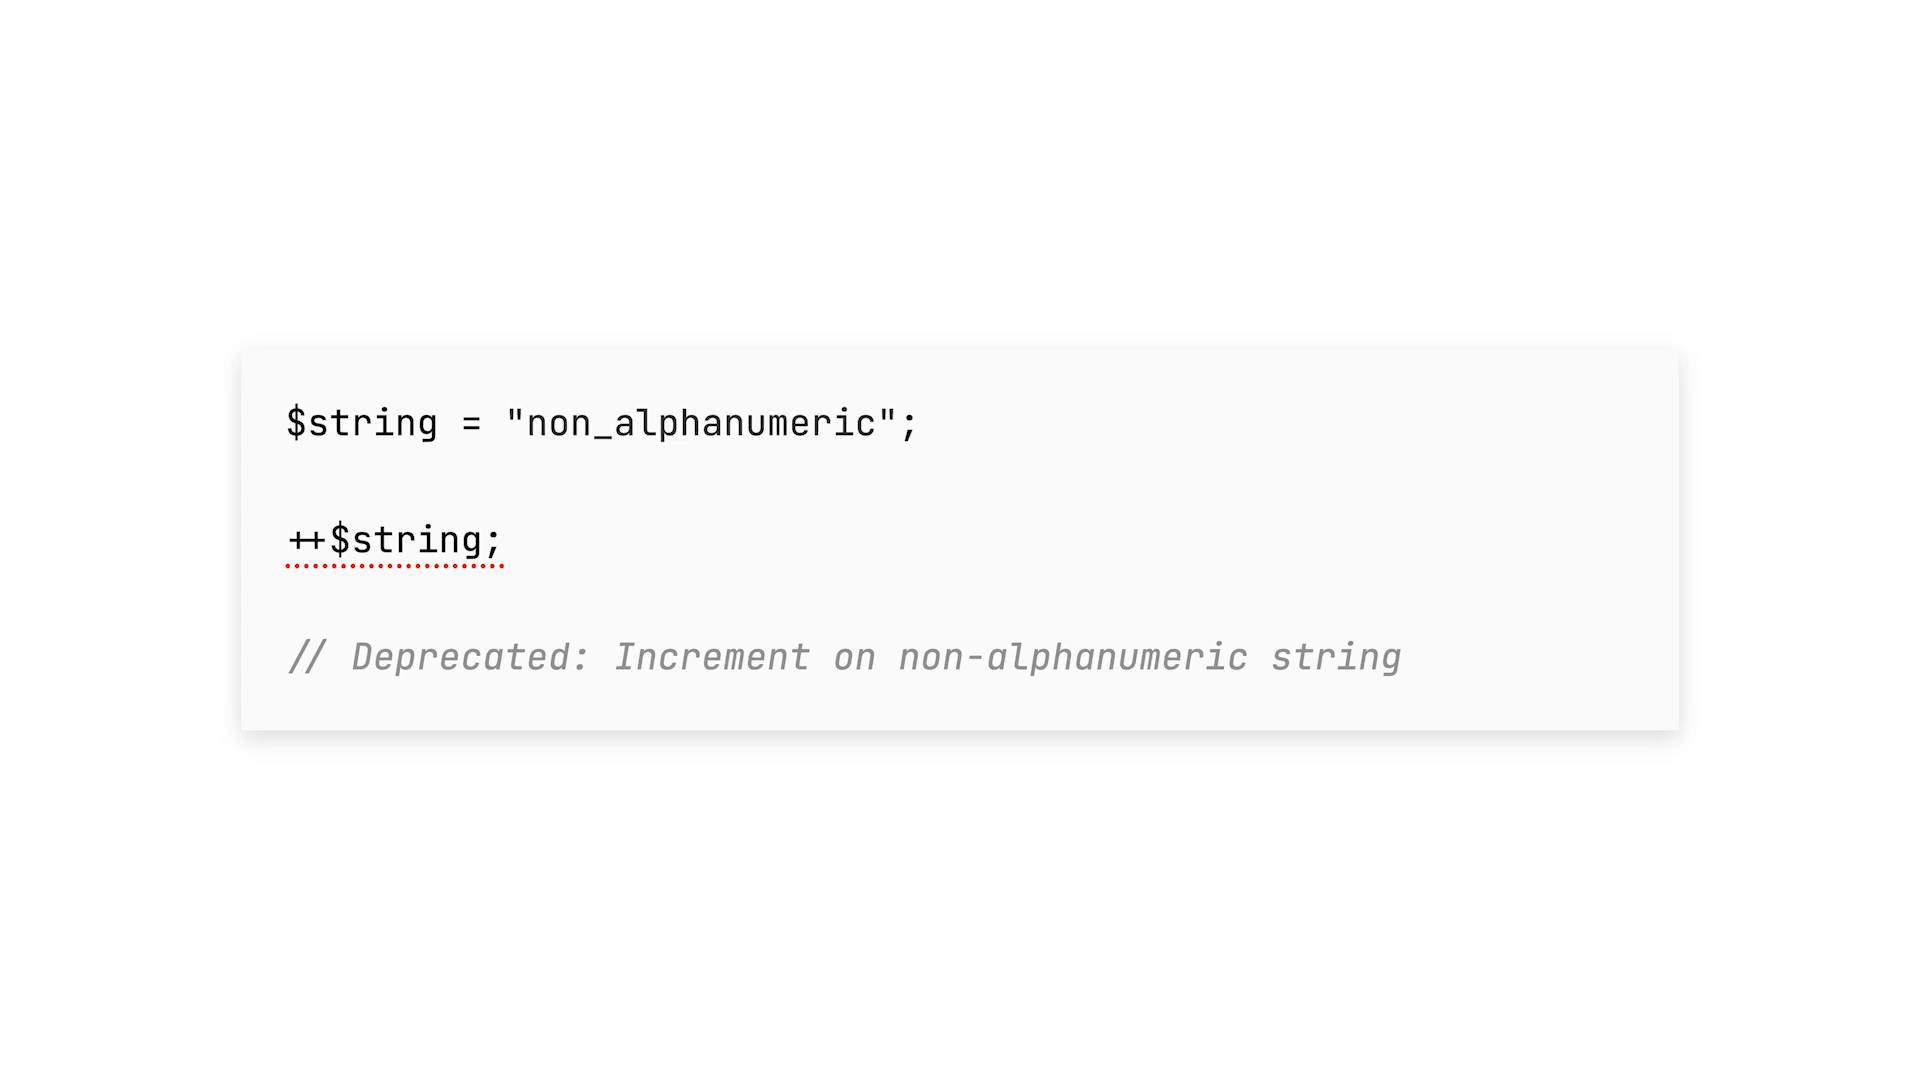 $string = "non_alphanumeric";
++$string;
// Deprecated: Increment on non-alphanumeric string